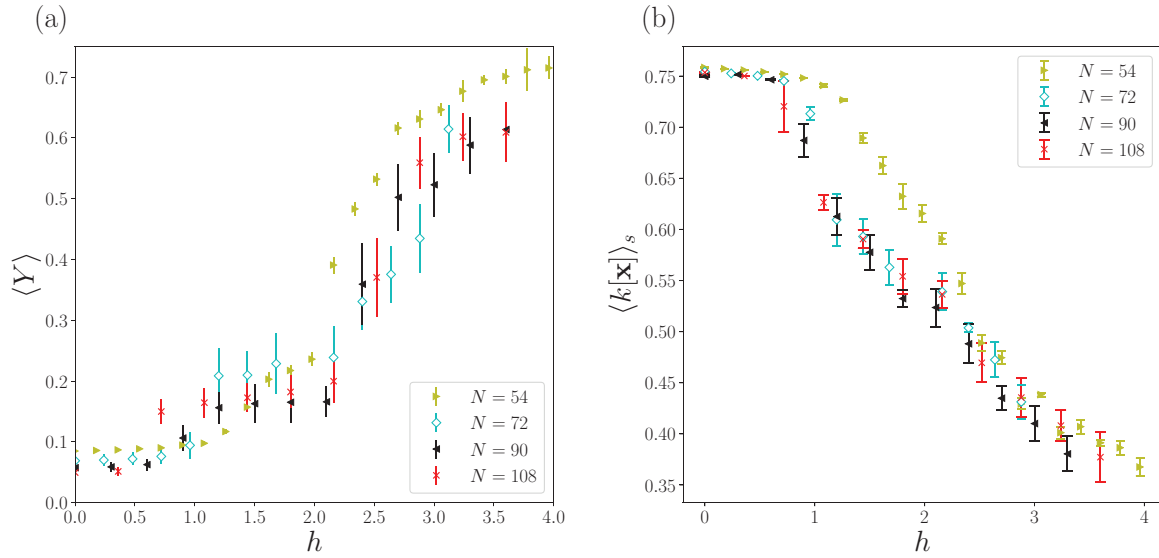 (a)
⟨Y⟩
0.7
0.6
0.5
0.4
0.3
0.2
0.1
0.0
0.0 0.5 1.0 1.5 2.0 2.5 3.0 3.5 4.0
h
N = 54
N = 72
N = 90
N = 108
(b)
⟨k[𝐱]⟩ₛ
0.75
0.70
0.65
0.60
0.55
0.50
0.45
0.40
0.35
0 1 2 3 4
h
N = 54
N = 72
N = 90
N = 108